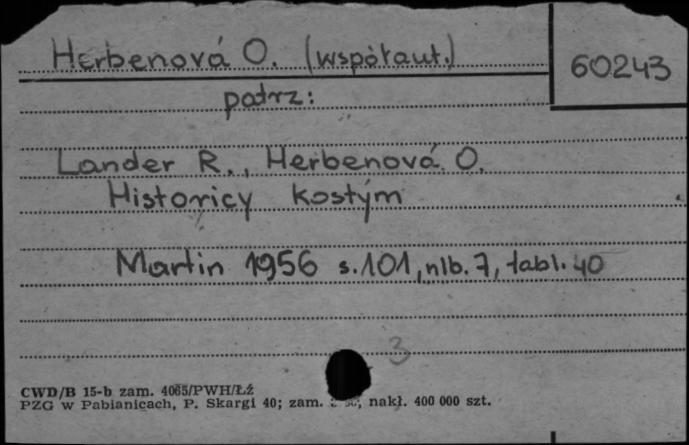 Herbenová O. (współaut.)
60243
patrz:
Lander R., Herbenová O.
Historicy kostým
Martin 1956 s.101, nlb. 7, tabl. 40
3
CWD/B 15-b zam. 4065/PWH/Łź
PZG w Pabianicach, P. Skargi 40; zam. nakł. 400 000 szt.